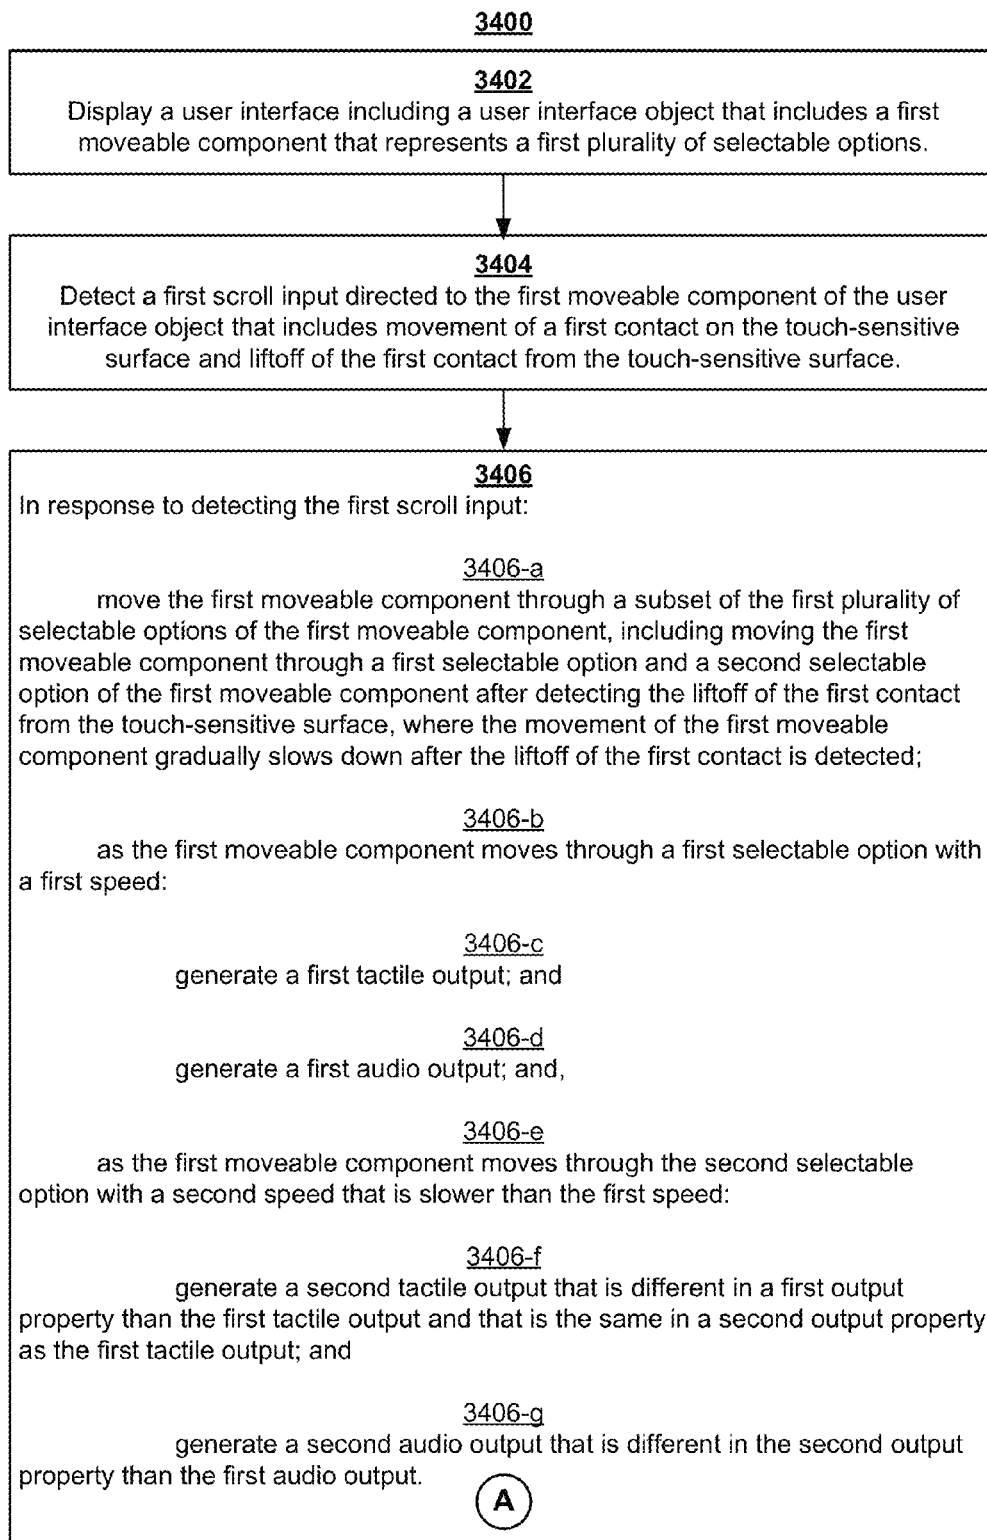 3400
3402
Display a user interface including a user interface object that includes a first
moveable component that represents a first plurality of selectable options.
3404
Detect a first scroll input directed to the first moveable component of the user
interface object that includes movement of a first contact on the touch-sensitive
surface and liftoff of the first contact from the touch-sensitive surface.
3406
In response to detecting the first scroll input:
3406-a
move the first moveable component through a subset of the first plurality of
selectable options of the first moveable component, including moving the first
moveable component through a first selectable option and a second selectable
option of the first moveable component after detecting the liftoff of the first contact
from the touch-sensitive surface, where the movement of the first moveable
component gradually slows down after the liftoff of the first contact is detected;
3406-b
as the first moveable component moves through a first selectable option with
a first speed:
3406-c
generate a first tactile output; and
3406-d
generate a first audio output; and,
3406-e
as the first moveable component moves through the second selectable
option with a second speed that is slower than the first speed:
3406-f
generate a second tactile output that is different in a first output
property than the first tactile output and that is the same in a second output property
as the first tactile output; and
3406-g
generate a second audio output that is different in the second output
property than the first audio output.
A